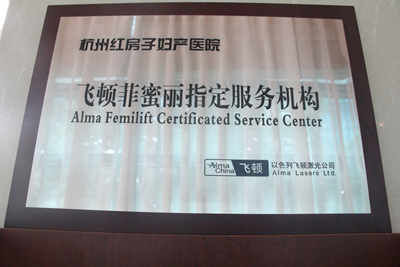 杭州红房子妇产医院
飞顿菲蜜丽指定服务机构
Alma Femilift Certificated Service Center
Alma China 飞顿 以色列飞顿激光公司
Alma Lasers Ltd.